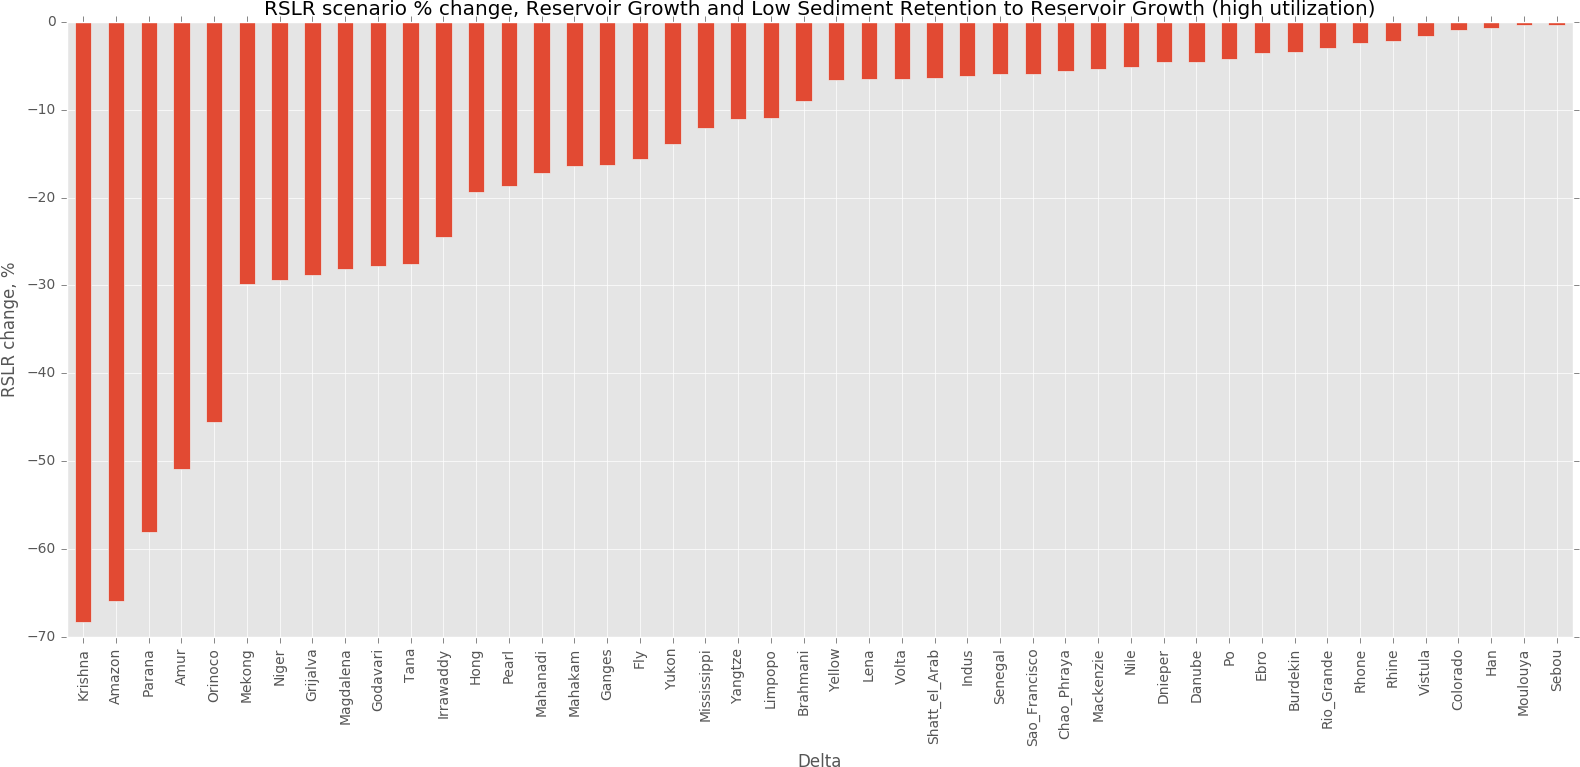 RSLR scenario % change, Reservoir Growth and Low Sediment Retention to Reservoir Growth (high utilization)
0
−10
−20
−30
−40
−50
−60
−70
RSLR change, %
Krishna
Amazon
Parana
Amur
Orinoco
Mekong
Niger
Grijalva
Magdalena
Godavari
Tana
Irrawaddy
Hong
Pearl
Mahanadi
Mahakam
Ganges
Fly
Yukon
Mississippi
Yangtze
Limpopo
Brahmani
Yellow
Lena
Volta
Shatt_el_Arab
Indus
Senegal
Sao_Francisco
Chao_Phraya
Mackenzie
Nile
Dnieper
Danube
Po
Ebro
Burdekin
Rio_Grande
Rhone
Rhine
Vistula
Colorado
Han
Moulouya
Sebou
Delta